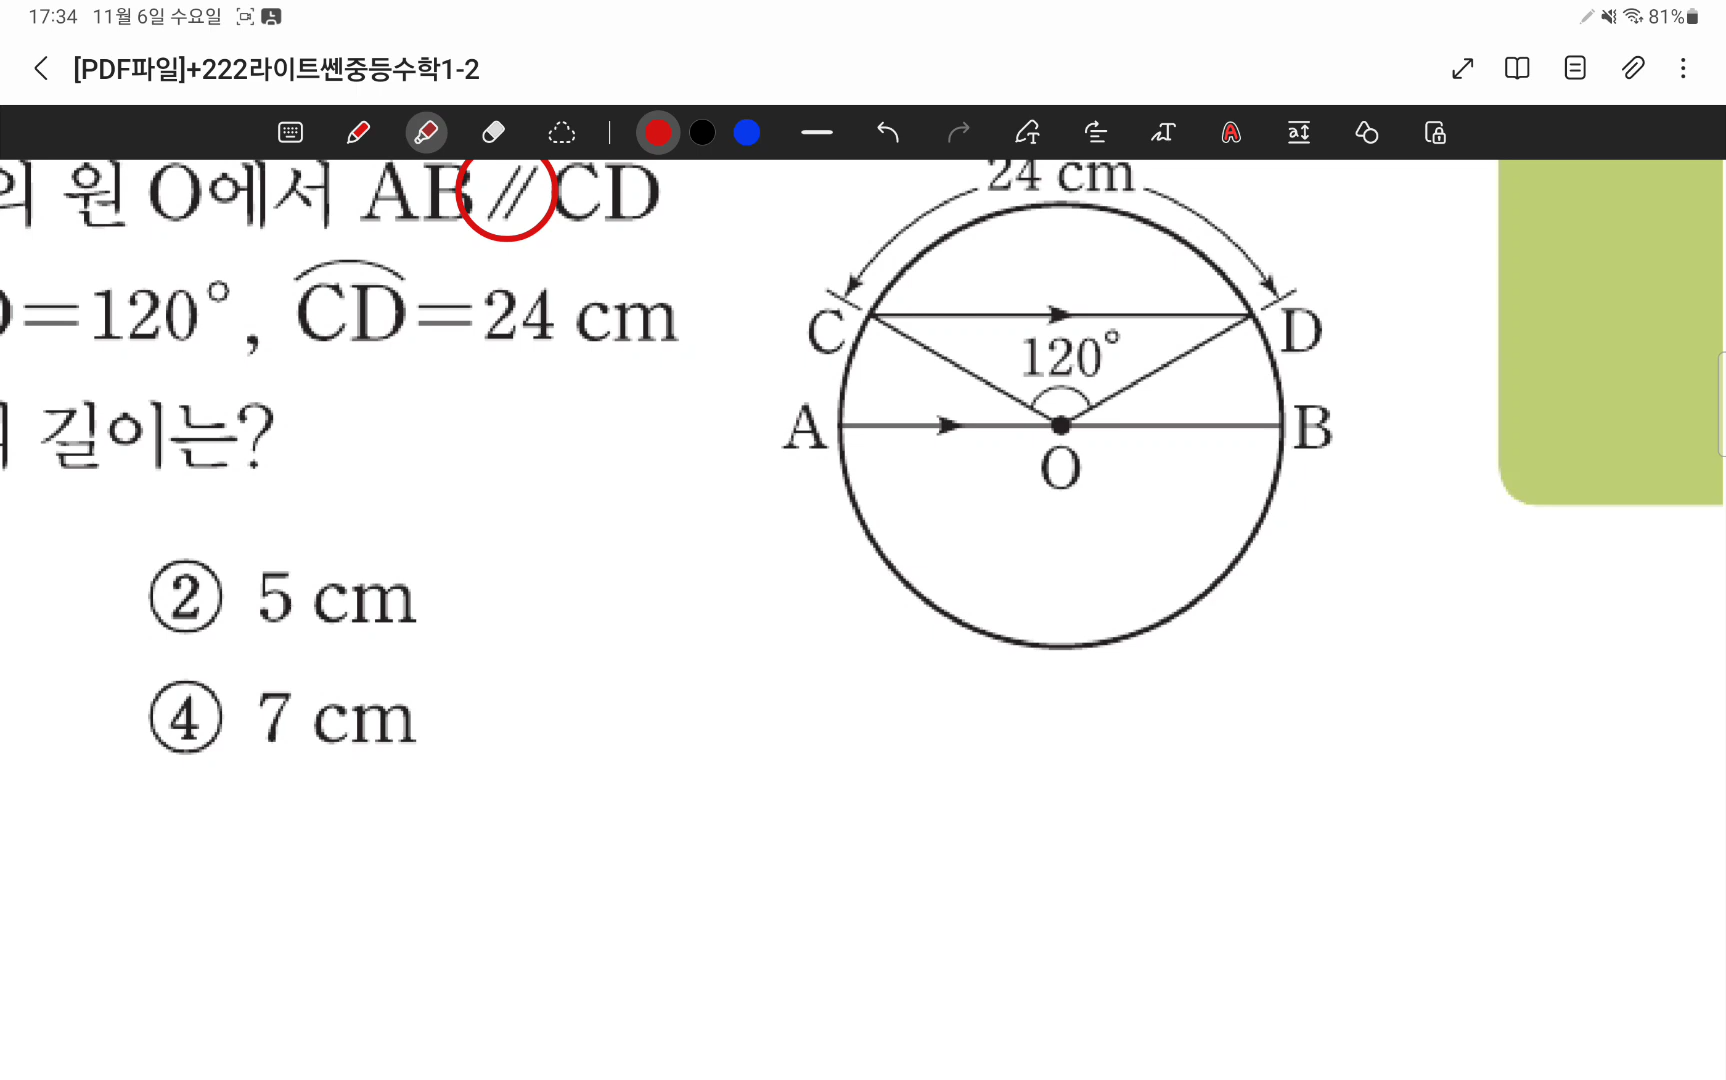 17:34 11월 6일 수요일
81%
[PDF파일]+222라이트쎈중등수학1-2
의 원 O에서 AB∥CD
=120°, CD=24 cm
길이는?
② 5 cm
④ 7 cm
24 cm
C
D
120°
A
B
O